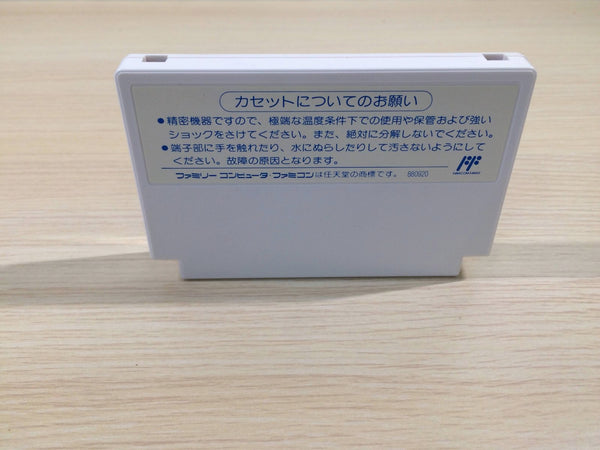 カセットについてのお願い
●精密機器ですので、極端な温度条件下での使用や保管および強い
ショックをさけてください。また、絶対に分解しないでください。
●端子部に手を触れたり、水にぬらしたりして汚さないようにして
ください。故障の原因となります。
ファミリー コンピュータ・ファミコンは任天堂の商標です。 880920